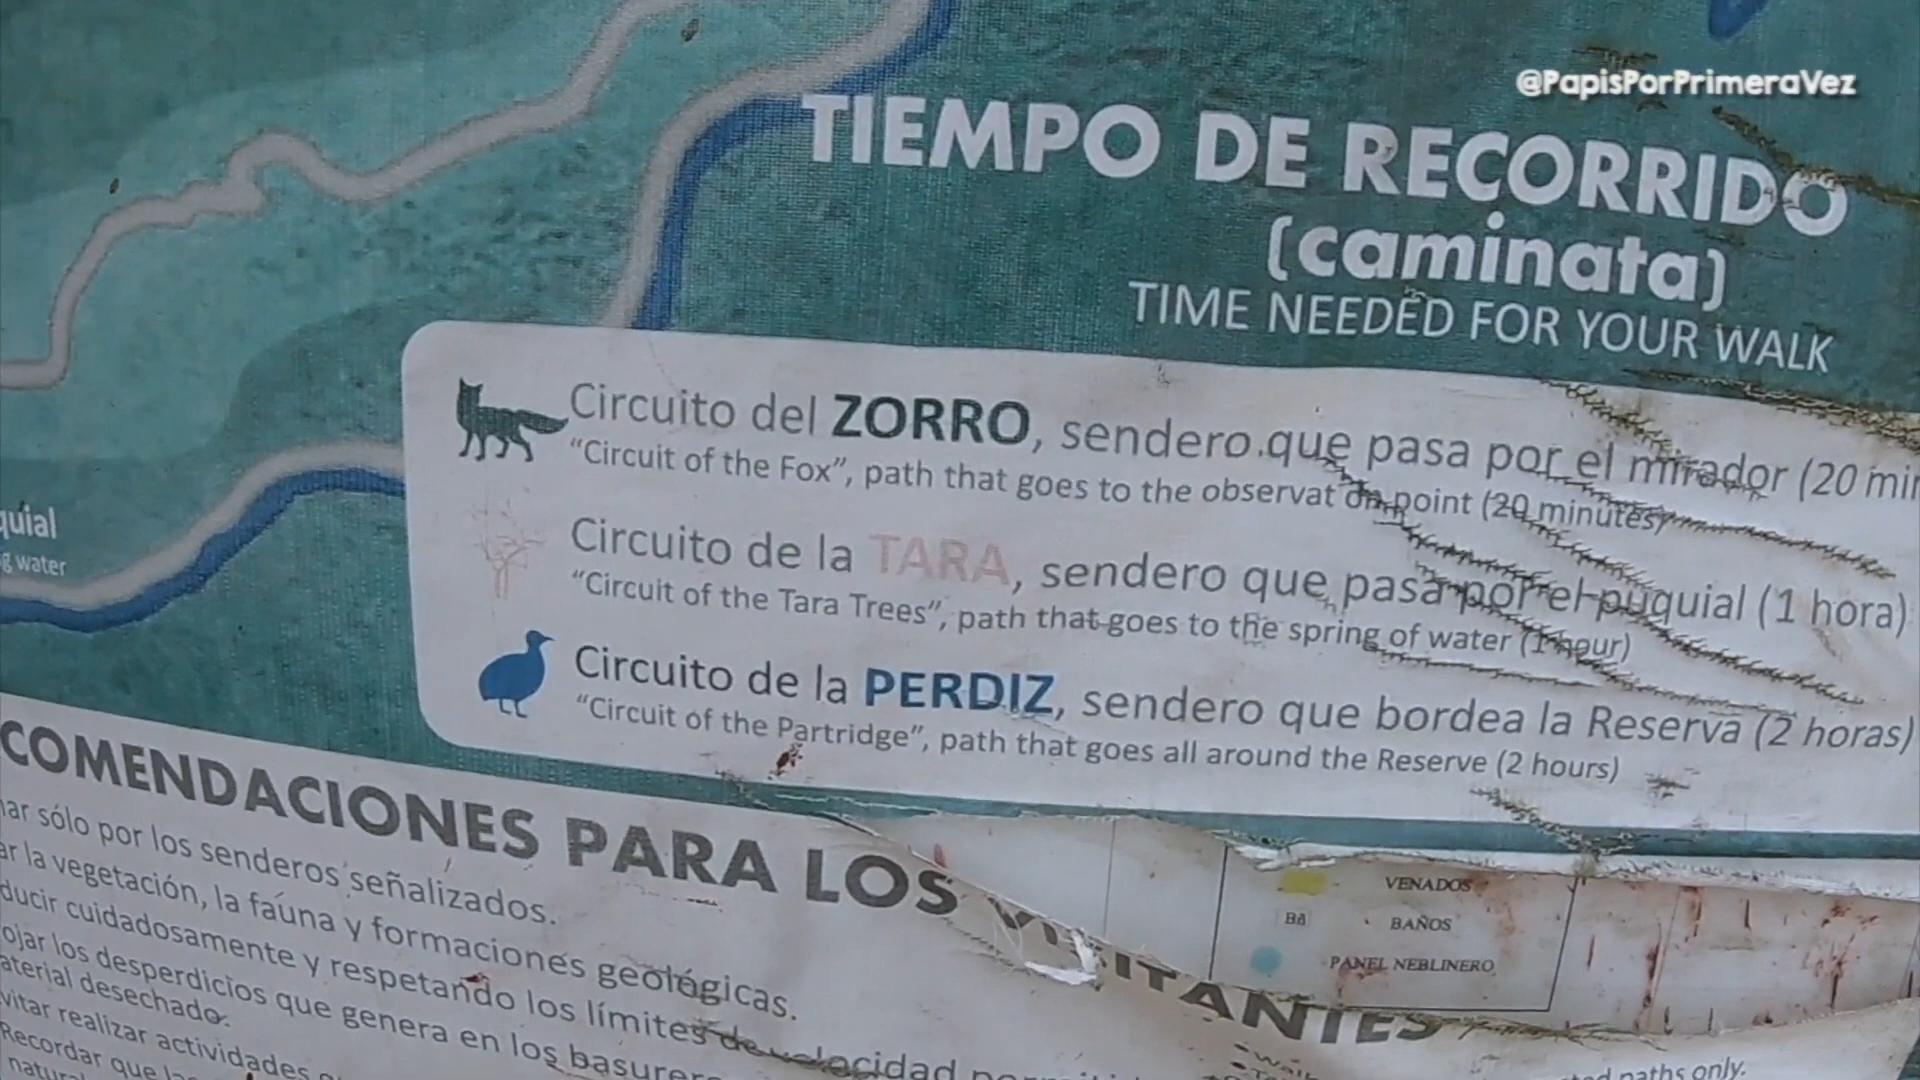 @PapisPorPrimeraVez
TIEMPO DE RECORRIDO
(caminata)
TIME NEEDED FOR YOUR WALK
Circuito del ZORRO, sendero que pasa por el mirador (20 min
"Circuit of the Fox", path that goes to the observat on point (20 minutes)
Circuito de la TARA, sendero que pasa por el puquial (1 hora)
"Circuit of the Tara Trees", path that goes to the spring of water (1 hour)
Circuito de la PERDIZ, sendero que bordea la Reserva (2 horas)
"Circuit of the Partridge", path that goes all around the Reserve (2 hours)
quial
g water
COMENDACIONES PARA LOS VISITANTES
nar sólo por los senderos señalizados.
ar la vegetación, la fauna y formaciones geológicas.
ducir cuidadosamente y respetando los límites de velocidad
ojar los desperdicios que genera en los basurer
aterial desechado.
vitar realizar actividades
Recordar que la
natural
VENADOS
Bñ BAÑOS
PANEL NEBLINERO
ted paths only.